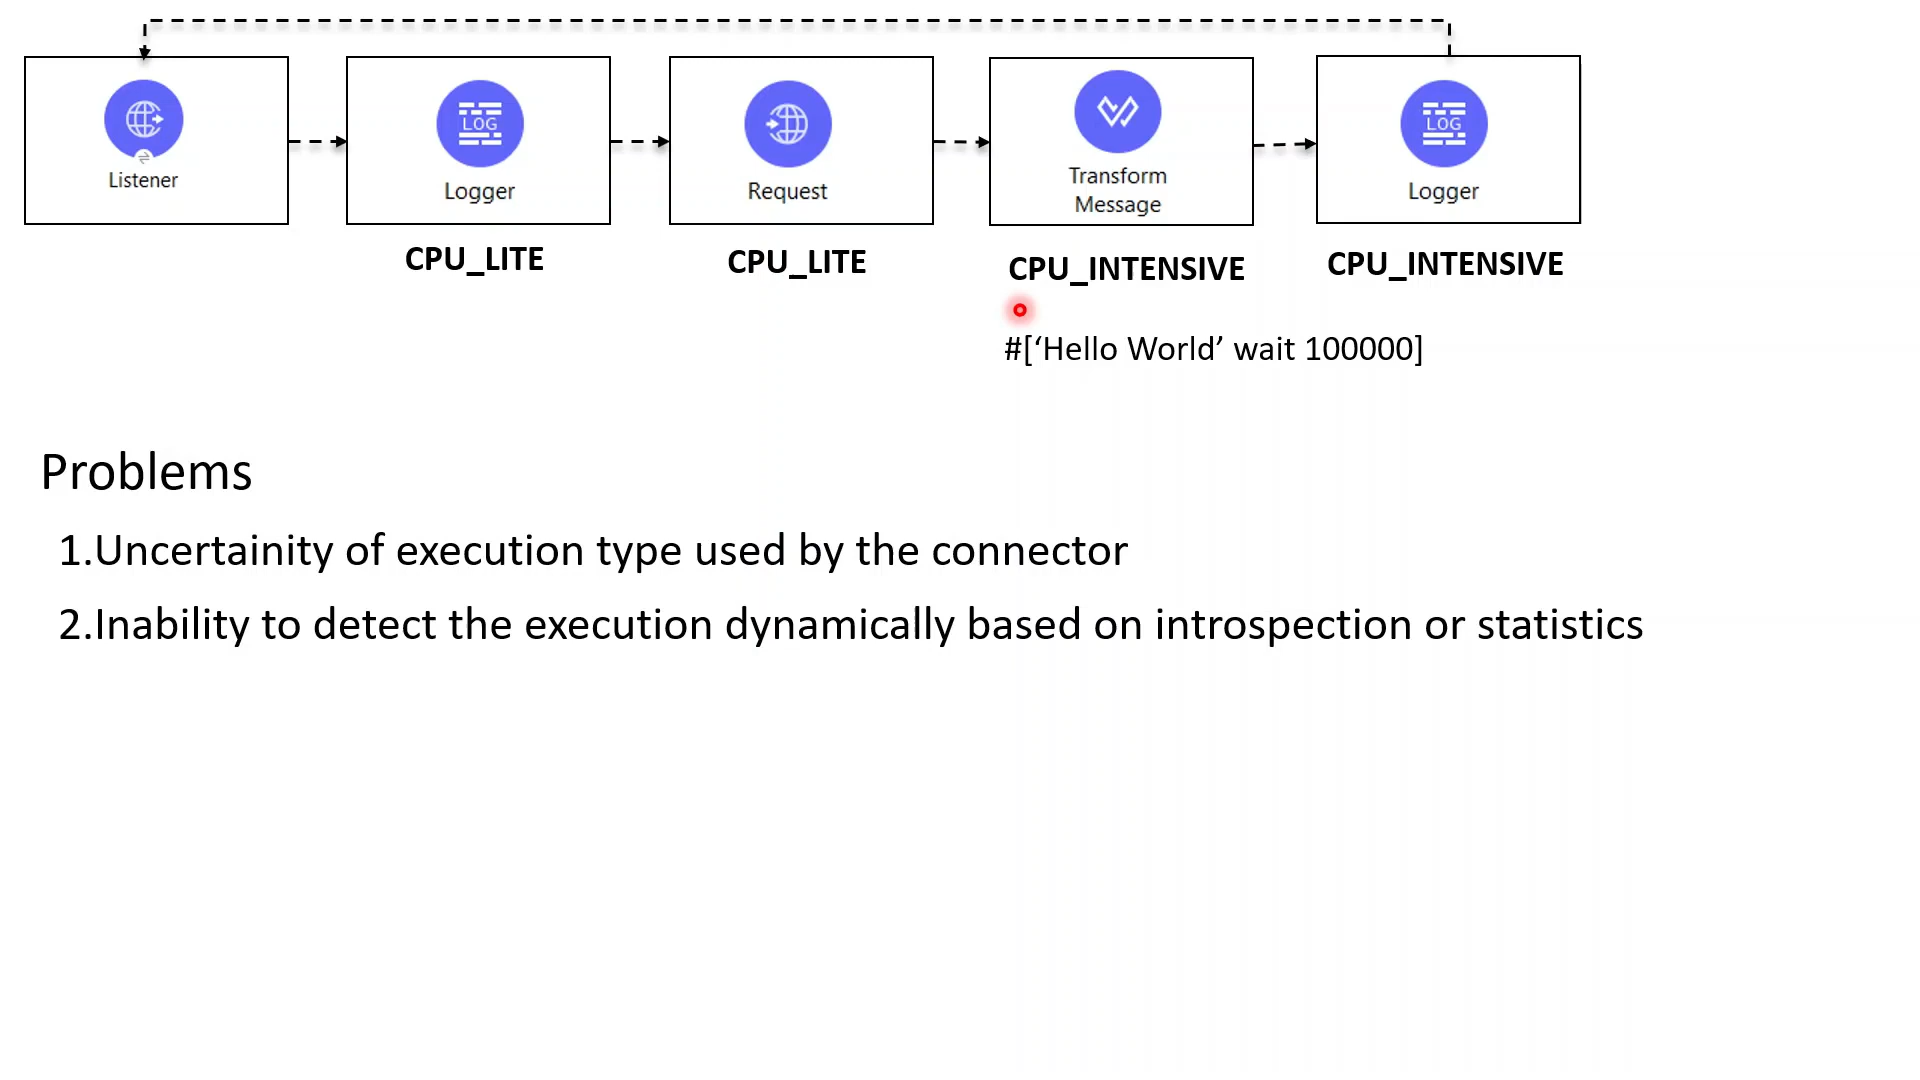 Listener
LOG
Logger
Request
Transform
Message
LOG
Logger
CPU_LITE
CPU_LITE
CPU_INTENSIVE
CPU_INTENSIVE
#[‘Hello World’ wait 100000]
Problems
1.Uncertainity of execution type used by the connector
2.Inability to detect the execution dynamically based on introspection or statistics